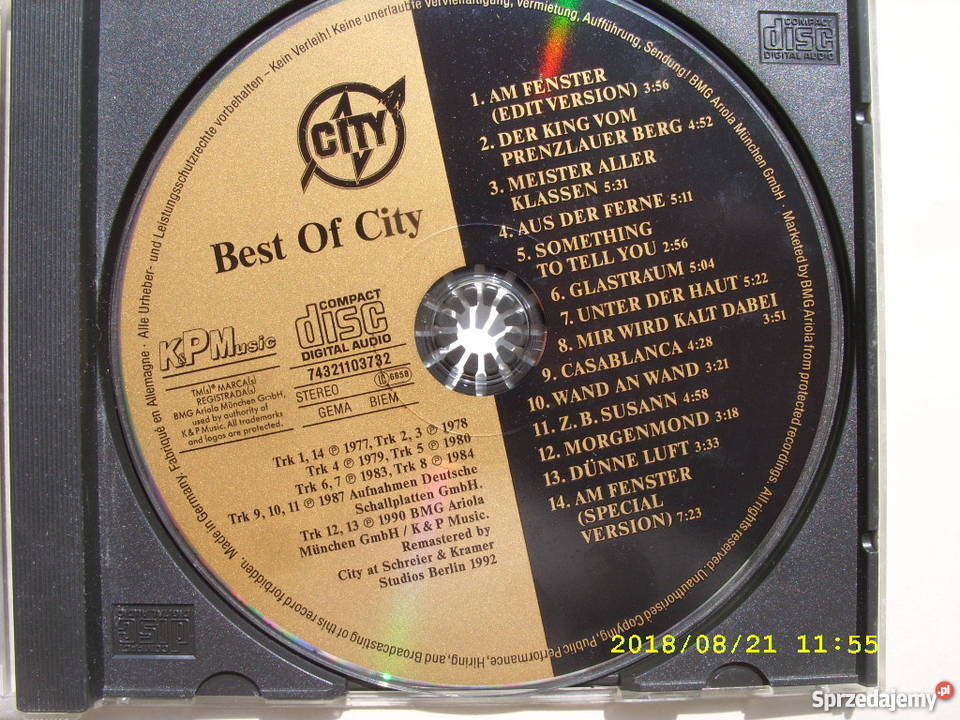 Made in Germany, Fabriqué en Allemagne · Alle Urheber- und Leistungsschutzrechte vorbehalten – Kein Verleih! Keine unerlaubte Vervielfältigung, Vermietung, Aufführung, Sendung! BMG Ariola München GmbH · Marketed by BMG Ariola from protected recordings. All rights reserved. Unauthorised Copying, Public Performance, Hiring, and Broadcasting of this record forbidden.
COMPACT
disc
DIGITAL AUDIO
CITY
Best Of City
K&PMusic
TM(S)® MARCA(S)
REGISTRADA(S)
BMG Ariola München GmbH,
used by authority of
K & P Music. All trademarks
and logos are protected.
COMPACT
disc
DIGITAL AUDIO
74321103732
STEREO
LC 6858
GEMA BIEM
Trk 1, 14 ℗ 1977, Trk 2, 3 ℗ 1978
Trk 4 ℗ 1979, Trk 5 ℗ 1980
Trk 6, 7 ℗ 1983, Trk 8 ℗ 1984
Trk 9, 10, 11 ℗ 1987 Aufnahmen Deutsche
Schallplatten GmbH.
Trk 12, 13 ℗ 1990 BMG Ariola
München GmbH / K & P Music.
Remastered by
City at Schreier & Kramer
Studios Berlin 1992
1. AM FENSTER
(EDIT VERSION) 3:56
2. DER KING VOM
PRENZLAUER BERG 4:52
3. MEISTER ALLER
KLASSEN 5:31
4. AUS DER FERNE 5:11
5. SOMETHING
TO TELL YOU 2:56
6. GLASTRAUM 5:04
7. UNTER DER HAUT 5:22
8. MIR WIRD KALT DABEI
3:51
9. CASABLANCA 4:28
10. WAND AN WAND 3:21
11. Z. B. SUSANN 4:58
12. MORGENMOND 3:18
13. DÜNNE LUFT 3:33
14. AM FENSTER
(SPECIAL
VERSION) 7:23
2018/08/21 11:55
Sprzedajemy.pl